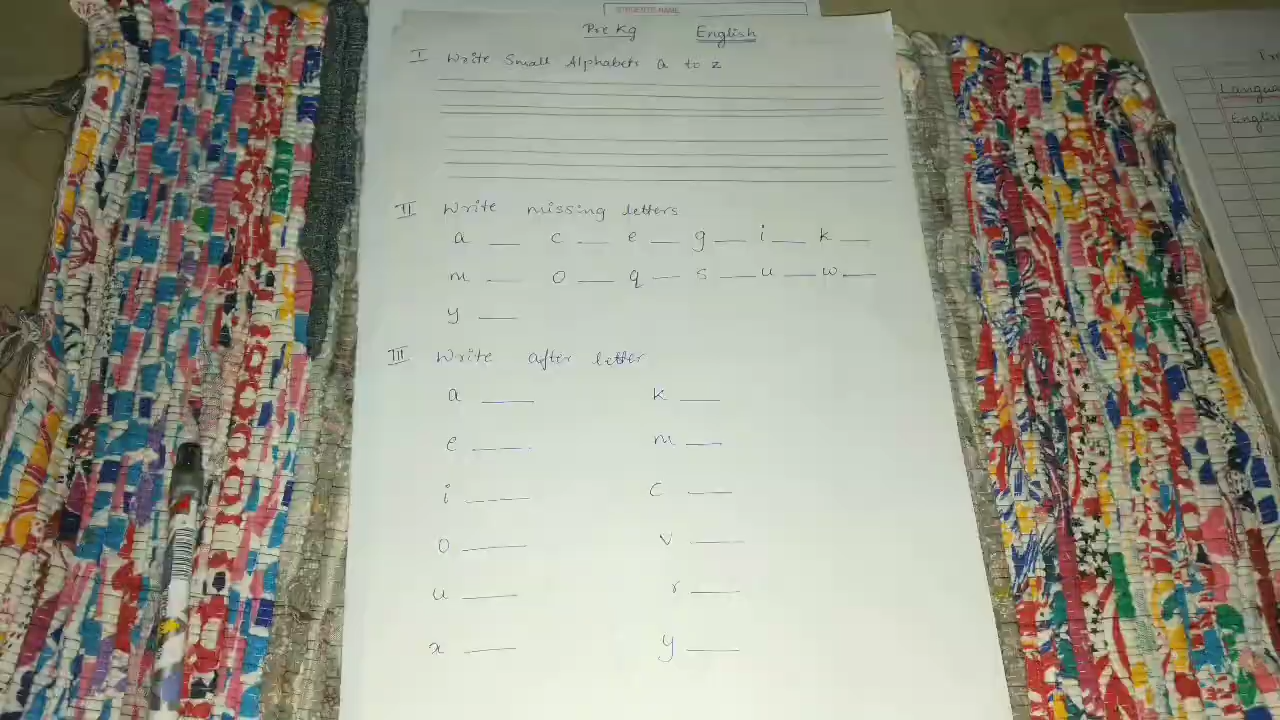 STUDENT'S NAME
Pre Kg English
I Write Small Alphabets a to z
II Write missing letters
a __ c __ e __ g __ i __ k __
m __ o __ q __ s __ u __ w __
y __
III Write after letter
a __ k __
e __ m __
i __ c __
o __ v __
u __ r __
x __ y __